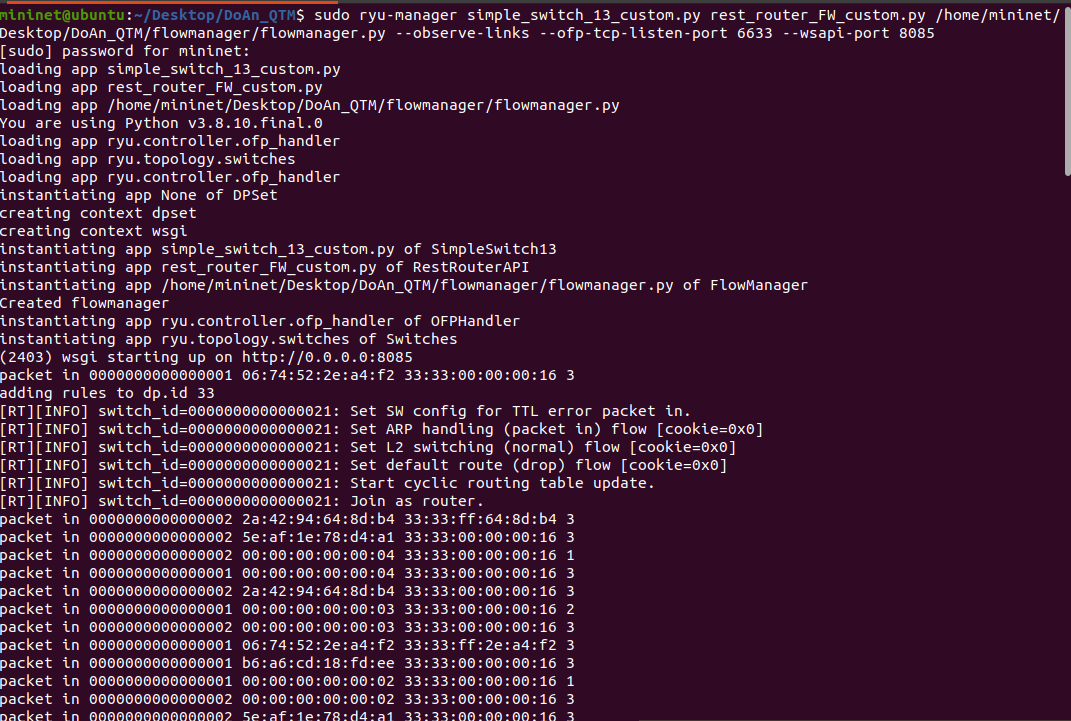 mininet@ubuntu:~/Desktop/DoAn_QTM$ sudo ryu-manager simple_switch_13_custom.py rest_router_FW_custom.py /home/mininet/
Desktop/DoAn_QTM/flowmanager/flowmanager.py --observe-links --ofp-tcp-listen-port 6633 --wsapi-port 8085
[sudo] password for mininet:
loading app simple_switch_13_custom.py
loading app rest_router_FW_custom.py
loading app /home/mininet/Desktop/DoAn_QTM/flowmanager/flowmanager.py
You are using Python v3.8.10.final.0
loading app ryu.controller.ofp_handler
loading app ryu.topology.switches
loading app ryu.controller.ofp_handler
instantiating app None of DPSet
creating context dpset
creating context wsgi
instantiating app simple_switch_13_custom.py of SimpleSwitch13
instantiating app rest_router_FW_custom.py of RestRouterAPI
instantiating app /home/mininet/Desktop/DoAn_QTM/flowmanager/flowmanager.py of FlowManager
Created flowmanager
instantiating app ryu.controller.ofp_handler of OFPHandler
instantiating app ryu.topology.switches of Switches
(2403) wsgi starting up on http://0.0.0.0:8085
packet in 0000000000000001 06:74:52:2e:a4:f2 33:33:00:00:00:16 3
adding rules to dp.id 33
[RT][INFO] switch_id=0000000000000021: Set SW config for TTL error packet in.
[RT][INFO] switch_id=0000000000000021: Set ARP handling (packet in) flow [cookie=0x0]
[RT][INFO] switch_id=0000000000000021: Set L2 switching (normal) flow [cookie=0x0]
[RT][INFO] switch_id=0000000000000021: Set default route (drop) flow [cookie=0x0]
[RT][INFO] switch_id=0000000000000021: Start cyclic routing table update.
[RT][INFO] switch_id=0000000000000021: Join as router.
packet in 0000000000000002 2a:42:94:64:8d:b4 33:33:ff:64:8d:b4 3
packet in 0000000000000002 5e:af:1e:78:d4:a1 33:33:00:00:00:16 3
packet in 0000000000000002 00:00:00:00:00:04 33:33:00:00:00:16 1
packet in 0000000000000001 00:00:00:00:00:04 33:33:00:00:00:16 3
packet in 0000000000000002 2a:42:94:64:8d:b4 33:33:00:00:00:16 3
packet in 0000000000000001 00:00:00:00:00:03 33:33:00:00:00:16 2
packet in 0000000000000002 00:00:00:00:00:03 33:33:00:00:00:16 3
packet in 0000000000000001 06:74:52:2e:a4:f2 33:33:ff:2e:a4:f2 3
packet in 0000000000000001 b6:a6:cd:18:fd:ee 33:33:00:00:00:16 3
packet in 0000000000000001 00:00:00:00:00:02 33:33:00:00:00:16 1
packet in 0000000000000002 00:00:00:00:00:02 33:33:00:00:00:16 3
packet in 0000000000000002 5e:af:1e:78:d4:a1 33:33:00:00:00:16 3